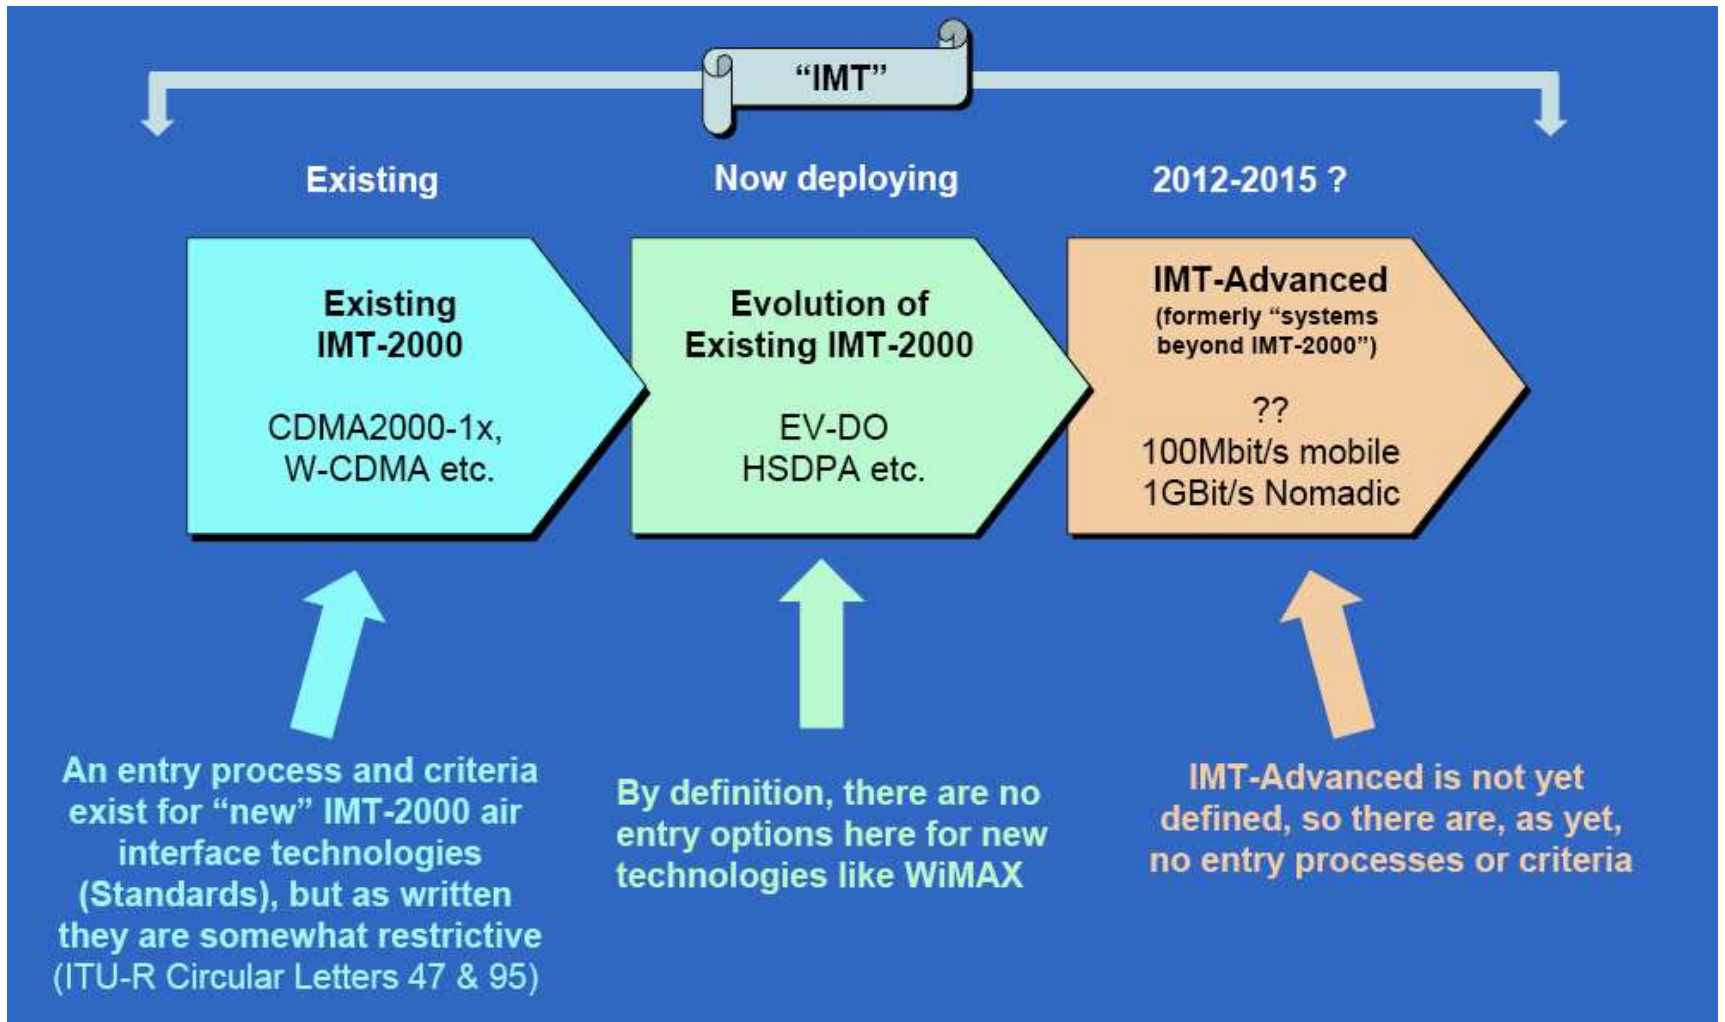 “IMT”
Existing
Now deploying
2012-2015 ?
Existing
IMT-2000
CDMA2000-1x,
W-CDMA etc.
Evolution of
Existing IMT-2000
EV-DO
HSDPA etc.
IMT-Advanced
(formerly “systems
beyond IMT-2000”)
??
100Mbit/s mobile
1GBit/s Nomadic
An entry process and criteria
exist for “new” IMT-2000 air
interface technologies
(Standards), but as written
they are somewhat restrictive
(ITU-R Circular Letters 47 & 95)
By definition, there are no
entry options here for new
technologies like WiMAX
IMT-Advanced is not yet
defined, so there are, as yet,
no entry processes or criteria